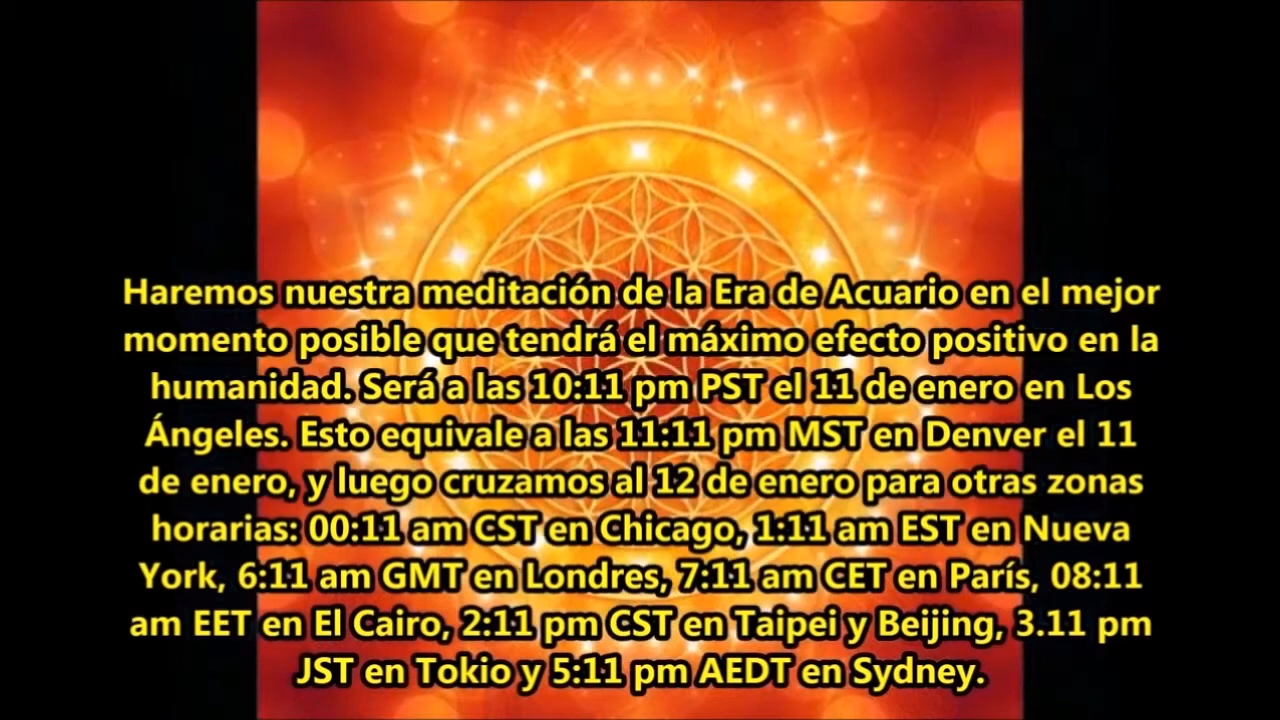 Haremos nuestra meditación de la Era de Acuario en el mejor
momento posible que tendrá el máximo efecto positivo en la
humanidad. Será a las 10:11 pm PST el 11 de enero en Los
Ángeles. Esto equivale a las 11:11 pm MST en Denver el 11
de enero, y luego cruzamos al 12 de enero para otras zonas
horarias: 00:11 am CST en Chicago, 1:11 am EST en Nueva
York, 6:11 am GMT en Londres, 7:11 am CET en París, 08:11
am EET en El Cairo, 2:11 pm CST en Taipei y Beijing, 3.11 pm
JST en Tokio y 5:11 pm AEDT en Sydney.